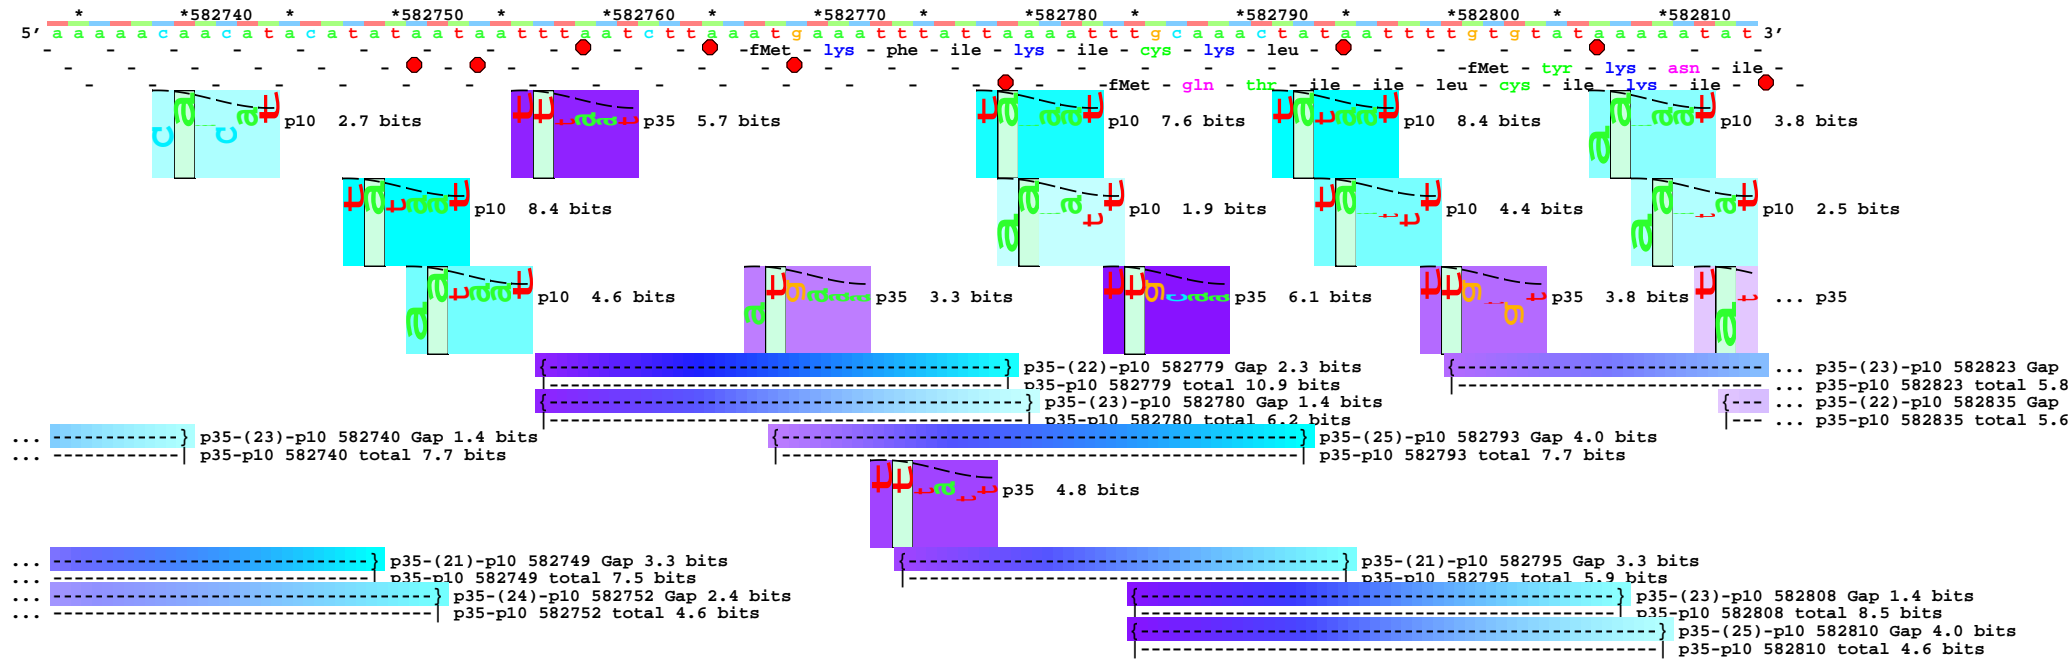 * *582740 * *582750 * *582760 * *582770 * *582780 * *582790 * *582800 * *582810
5' a a a a a c a a c a t a c a t a t a a t a a t t t a a t c t t a a a t g a a a t t t a t t a a a a t t t g c a a a c t a t a a t t t t g t g t a t a a a a a t a t 3'
-fMet - lys - phe - ile - lys - ile - cys - lys - leu -
-fMet - tyr - lys - asn - ile -
-fMet - gln - thr - ile - ile - leu - cys - ile - lys - ile -
p10 2.7 bits p35 5.7 bits p10 7.6 bits p10 8.4 bits p10 3.8 bits
p10 8.4 bits p10 1.9 bits p10 4.4 bits p10 2.5 bits
p10 4.6 bits p35 3.3 bits p35 6.1 bits p35 3.8 bits ... p35
p35-(22)-p10 582779 Gap 2.3 bits ... p35-(23)-p10 582823 Gap
p35-p10 582779 total 10.9 bits ... p35-p10 582823 total 5.8
p35-(23)-p10 582780 Gap 1.4 bits ... p35-(22)-p10 582835 Gap
p35-p10 582780 total 6.2 bits ... p35-p10 582835 total 5.6
... p35-(23)-p10 582740 Gap 1.4 bits p35-(25)-p10 582793 Gap 4.0 bits
... p35-p10 582740 total 7.7 bits p35-p10 582793 total 7.7 bits
p35 4.8 bits
... p35-(21)-p10 582749 Gap 3.3 bits p35-(21)-p10 582795 Gap 3.3 bits
... p35-p10 582749 total 7.5 bits p35-p10 582795 total 5.9 bits
... p35-(24)-p10 582752 Gap 2.4 bits p35-(23)-p10 582808 Gap 1.4 bits
... p35-p10 582752 total 4.6 bits p35-p10 582808 total 8.5 bits
p35-(25)-p10 582810 Gap 4.0 bits
p35-p10 582810 total 4.6 bits